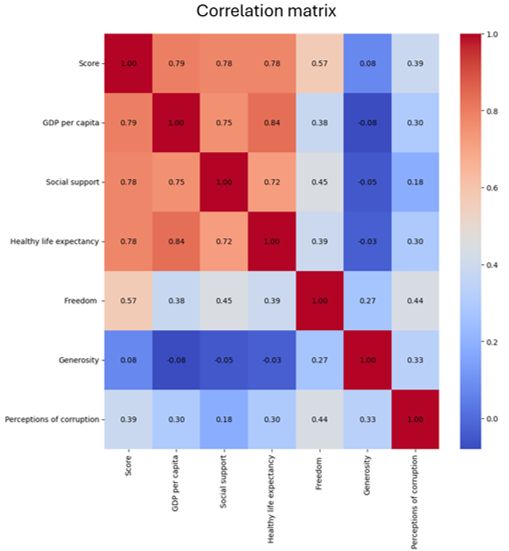 Correlation matrix
Score 1.00 0.79 0.78 0.78 0.57 0.08 0.39
GDP per capita 0.79 1.00 0.75 0.84 0.38 -0.08 0.30
Social support 0.78 0.75 1.00 0.72 0.45 -0.05 0.18
Healthy life expectancy 0.78 0.84 0.72 1.00 0.39 -0.03 0.30
Freedom 0.57 0.38 0.45 0.39 1.00 0.27 0.44
Generosity 0.08 -0.08 -0.05 -0.03 0.27 1.00 0.33
Perceptions of corruption 0.39 0.30 0.18 0.30 0.44 0.33 1.00
Score
GDP per capita
Social support
Healthy life expectancy
Freedom
Generosity
Perceptions of corruption
1.0
0.8
0.6
0.4
0.2
0.0